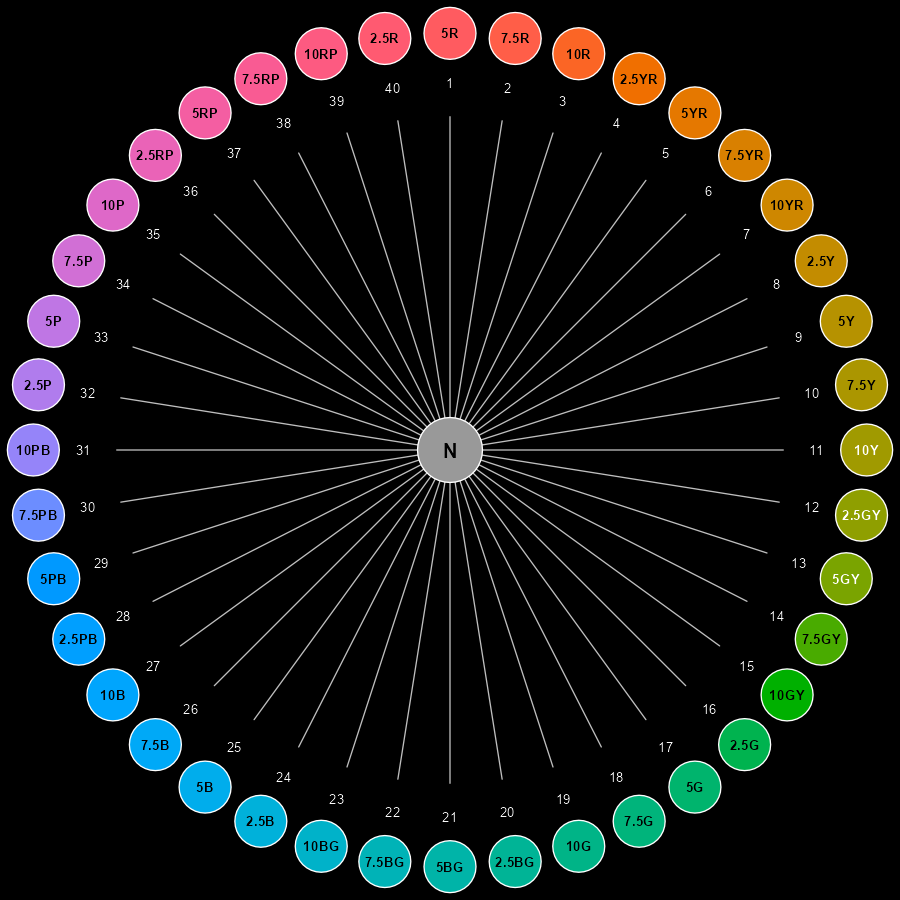 5R
7.5R
10R
2.5YR
5YR
7.5YR
10YR
2.5Y
5Y
7.5Y
10Y
2.5GY
5GY
7.5GY
10GY
2.5G
5G
7.5G
10G
2.5BG
5BG
7.5BG
10BG
2.5B
5B
7.5B
10B
2.5PB
5PB
7.5PB
10PB
2.5P
5P
7.5P
10P
2.5RP
5RP
7.5RP
10RP
2.5R
1
2
3
4
5
6
7
8
9
10
11
12
13
14
15
16
17
18
19
20
21
22
23
24
25
26
27
28
29
30
31
32
33
34
35
36
37
38
39
40
N